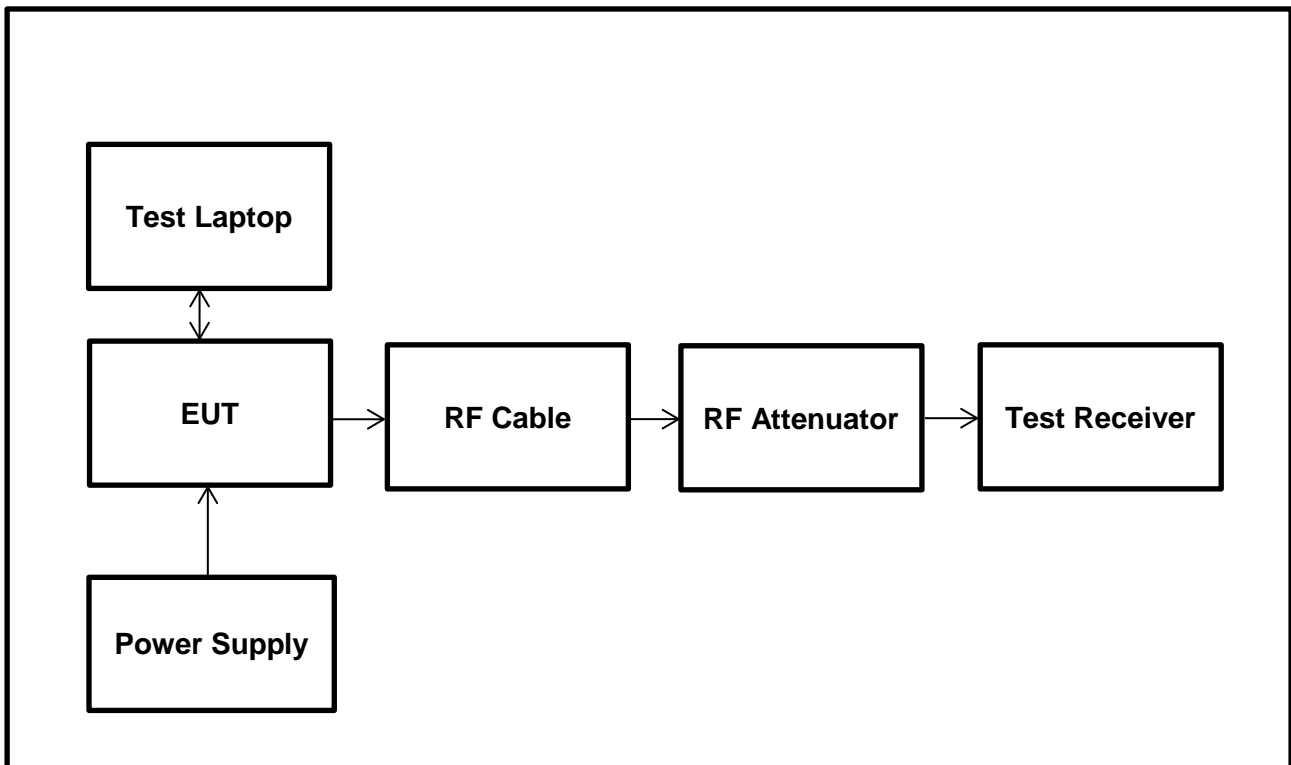 Test Laptop
EUT
RF Cable
RF Attenuator
Test Receiver
Power Supply